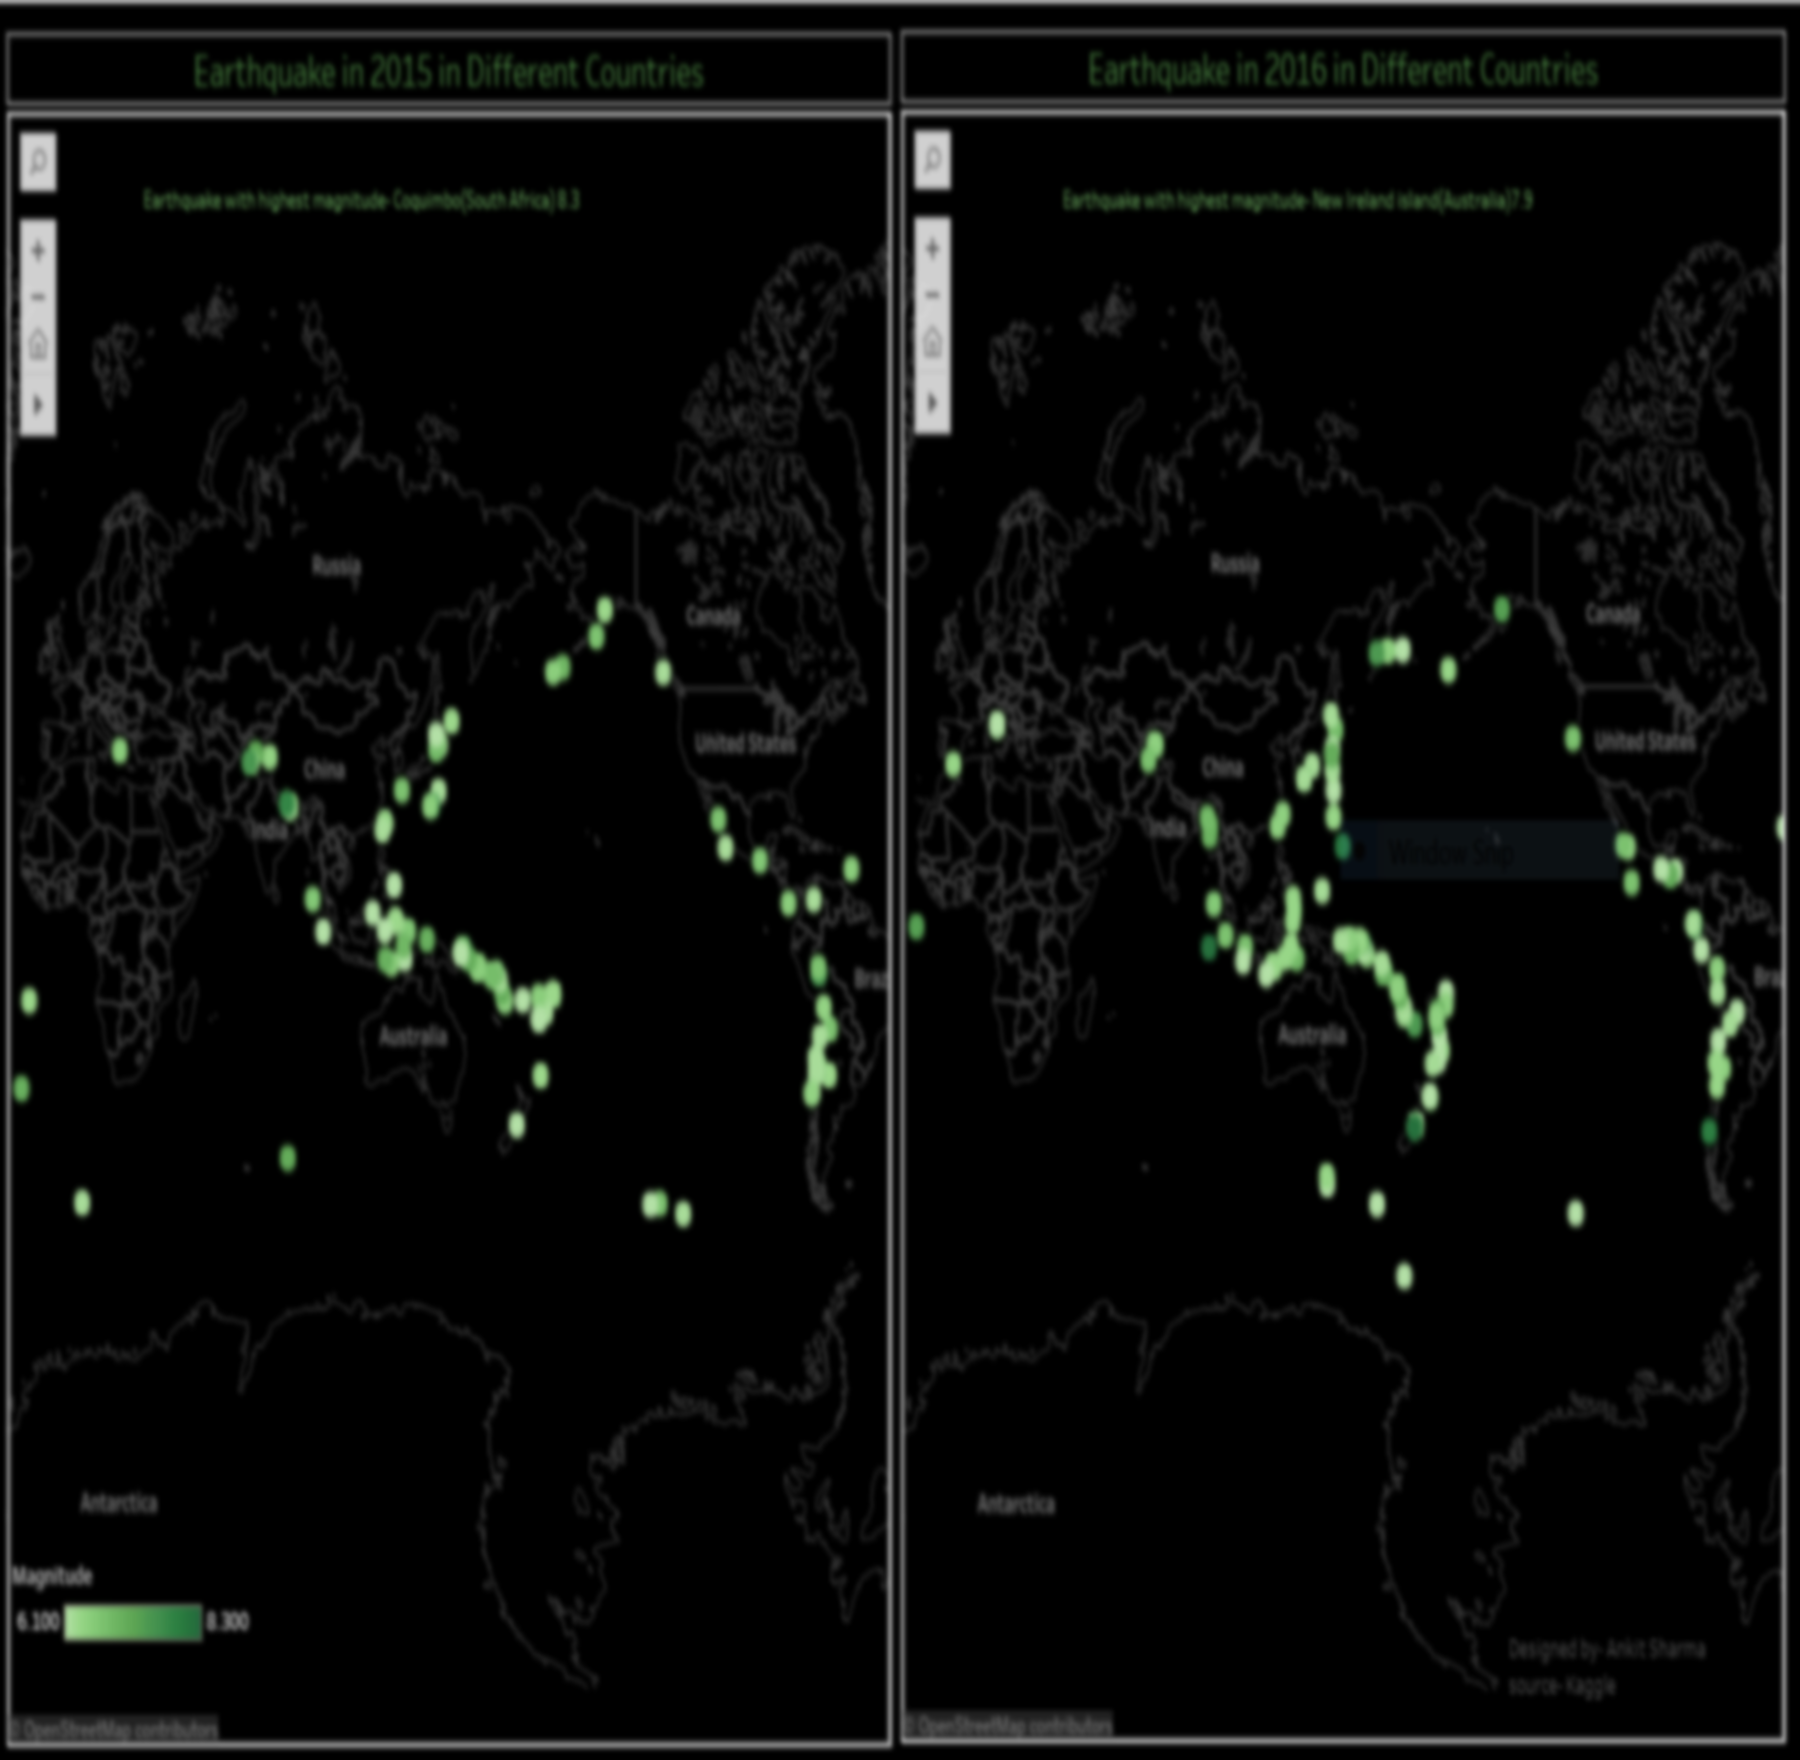 Earthquake in 2015 in Different Countries
Earthquake with highest magnitude- Coquimbo(South Africa) 8.3
Russia
Canada
United States
China
India
Braz
Australia
Antarctica
Magnitude
6.100 8.300
© OpenStreetMap contributors
Earthquake in 2016 in Different Countries
Earthquake with highest magnitude- New Ireland island(Australia)7.9
Russia
Canada
United States
China
India
Window Snip
Bra
Australia
Antarctica
Designed by- Ankit Sharma
source- Kaggle
© OpenStreetMap contributors